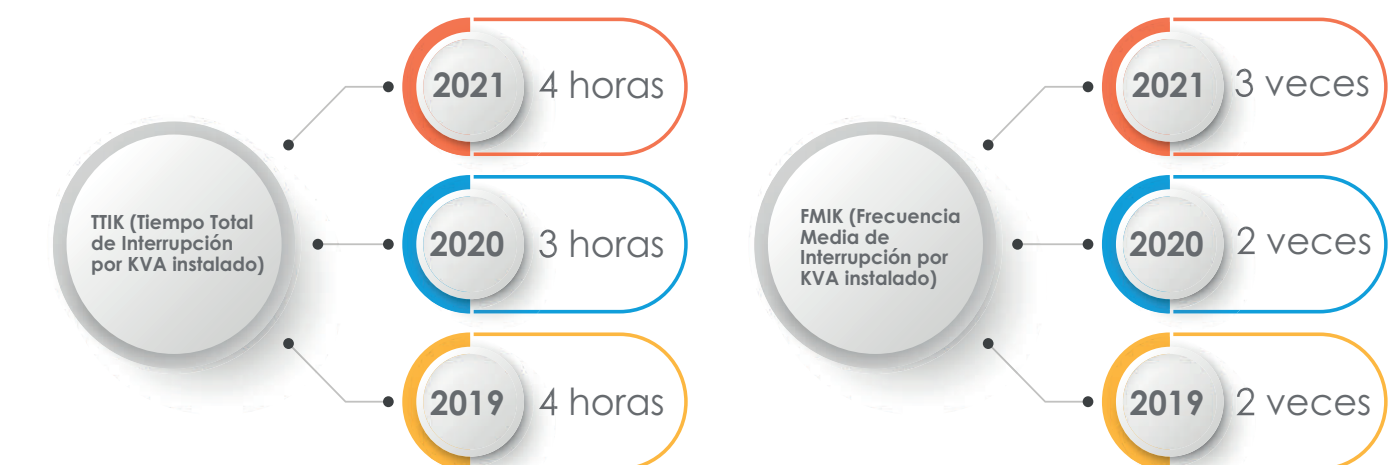 TTIK (Tiempo Total
de Interrupción
por KVA instalado)
2021 4 horas
2020 3 horas
2019 4 horas
FMIK (Frecuencia
Media de
Interrupción por
KVA instalado)
2021 3 veces
2020 2 veces
2019 2 veces